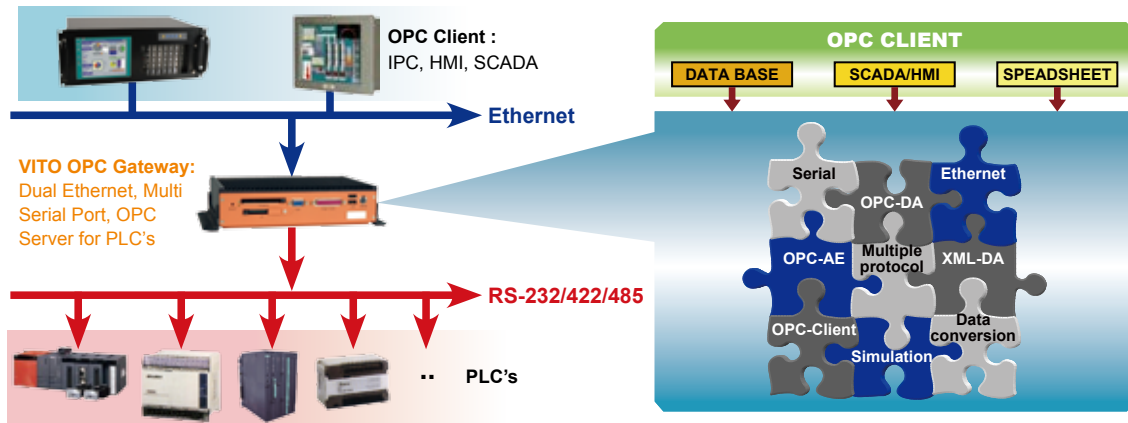 OPC Client :
IPC, HMI, SCADA
Ethernet
VITO OPC Gateway:
Dual Ethernet, Multi
Serial Port, OPC
Server for PLC's
RS-232/422/485
·· PLC's
OPC CLIENT
DATA BASE
SCADA/HMI
SPEADSHEET
Serial
OPC-DA
Ethernet
OPC-AE
Multiple
protocol
XML-DA
OPC-Client
Simulation
Data
conversion